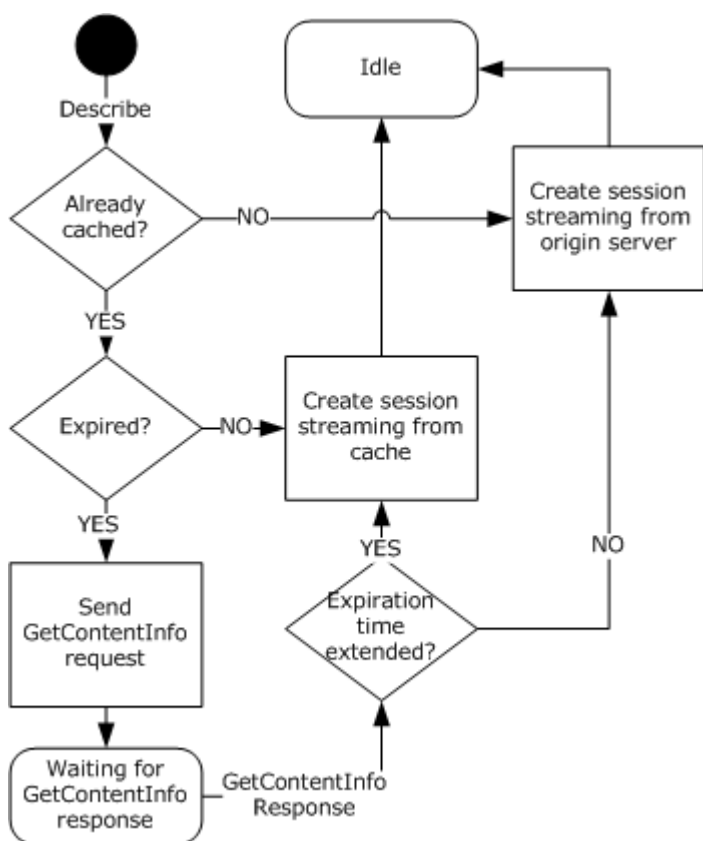 Describe
Idle
Already
cached?
NO
Create session
streaming from
origin server
YES
Expired?
NO
Create session
streaming from
cache
YES
Send
GetContentInfo
request
YES
NO
Expiration
time
extended?
Waiting for
GetContentInfo
response
GetContentInfo
Response